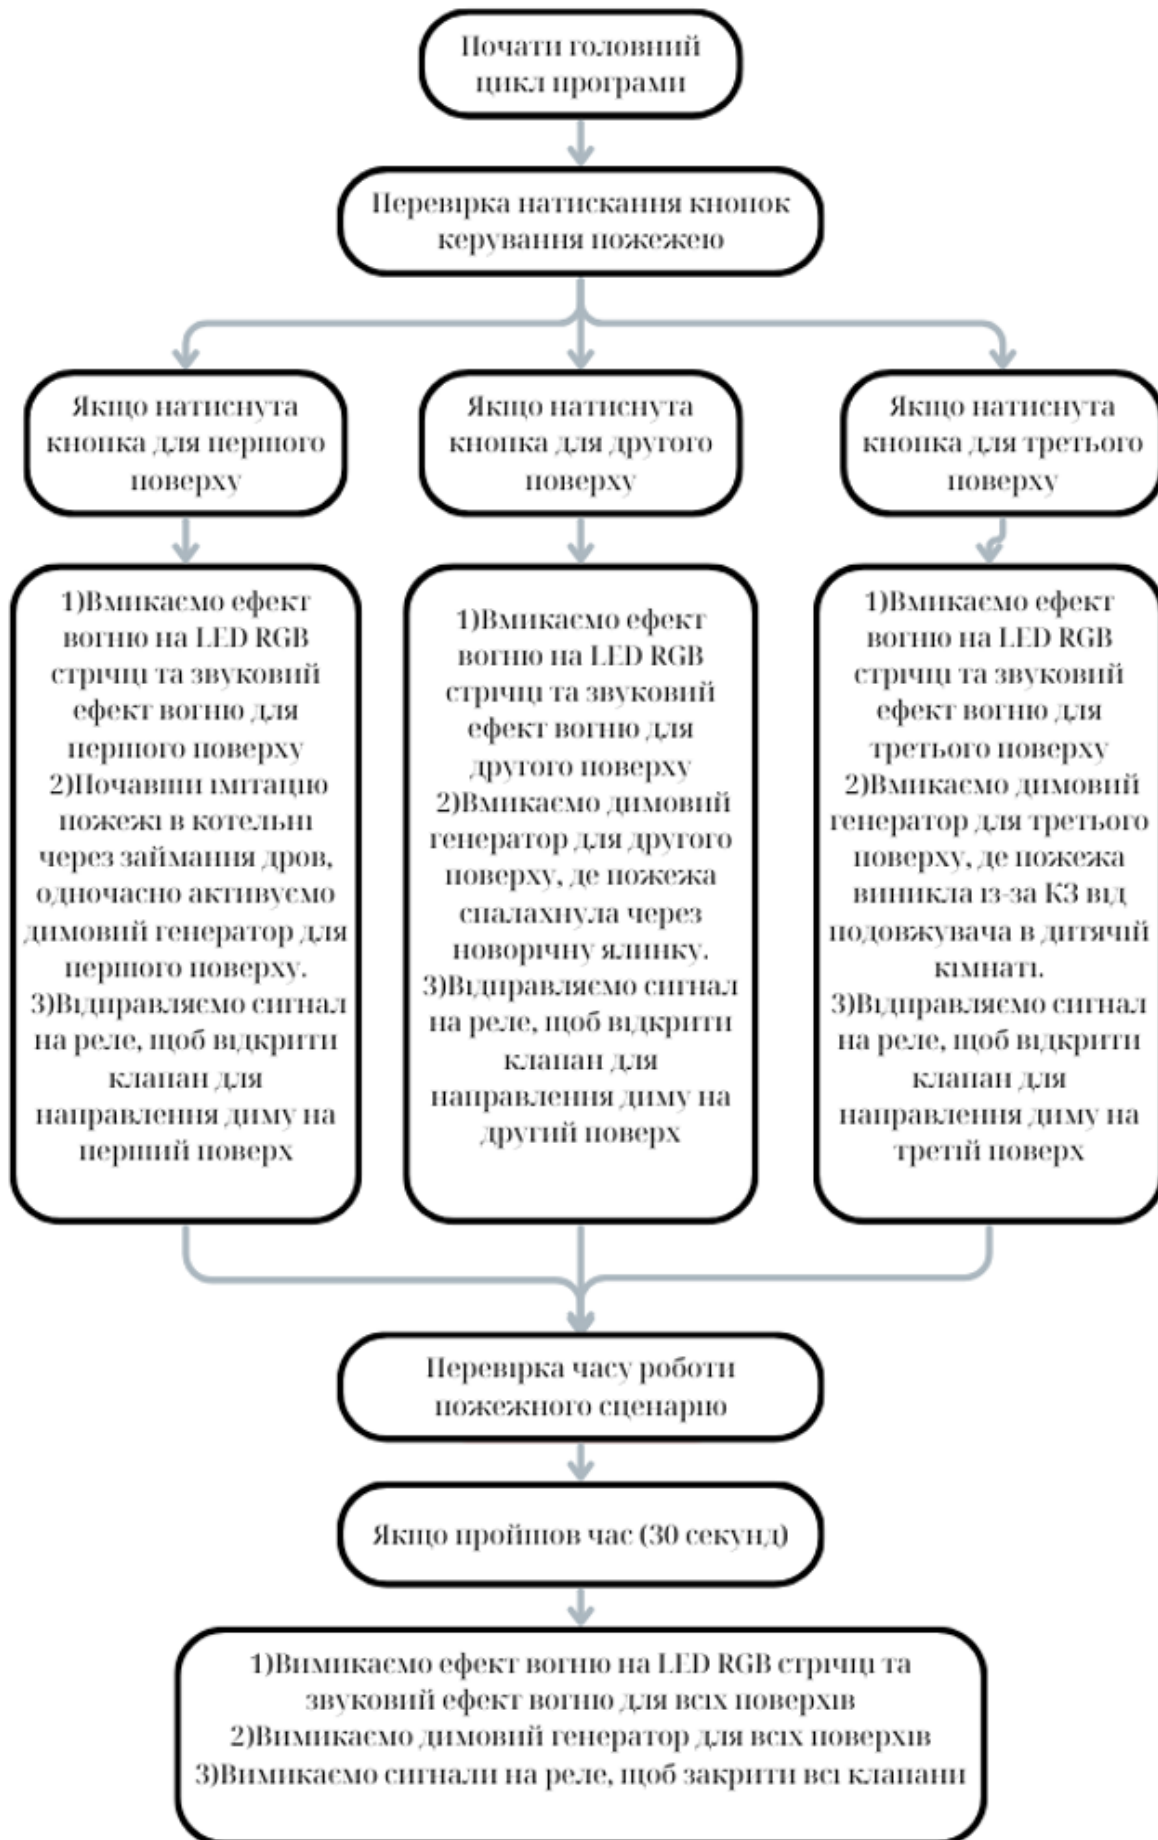 Почати головний
цикл програми
Перевірка натискання кнопок
керування пожежею
Якщо натиснута
кнопка для першого
поверху
Якщо натиснута
кнопка для другого
поверху
Якщо натиснута
кнопка для третього
поверху
1)Вмикаємо ефект
вогню на LED RGB
стрічці та звуковий
ефект вогню для
першого поверху
2)Почавши імітацію
пожежі в котельні
через займання дров,
одночасно активуємо
димовий генератор для
першого поверху.
3)Відправляємо сигнал
на реле, щоб відкрити
клапан для
направлення диму на
перший поверх
1)Вмикаємо ефект
вогню на LED RGB
стрічці та звуковий
ефект вогню для
другого поверху
2)Вмикаємо димовий
генератор для другого
поверху, де пожежа
спалахнула через
новорічну ялинку.
3)Відправляємо сигнал
на реле, щоб відкрити
клапан для
направлення диму на
другий поверх
1)Вмикаємо ефект
вогню на LED RGB
стрічці та звуковий
ефект вогню для
третього поверху
2)Вмикаємо димовий
генератор для третього
поверху, де пожежа
виникла із-за КЗ від
подовжувача в дитячій
кімнаті.
3)Відправляємо сигнал
на реле, щоб відкрити
клапан для
направлення диму на
третій поверх
Перевірка часу роботи
пожежного сценарію
Якщо пройшов час (30 секунд)
1)Вимикаємо ефект вогню на LED RGB стрічці та
звуковий ефект вогню для всіх поверхів
2)Вимикаємо димовий генератор для всіх поверхів
3)Вимикаємо сигнали на реле, щоб закрити всі клапани